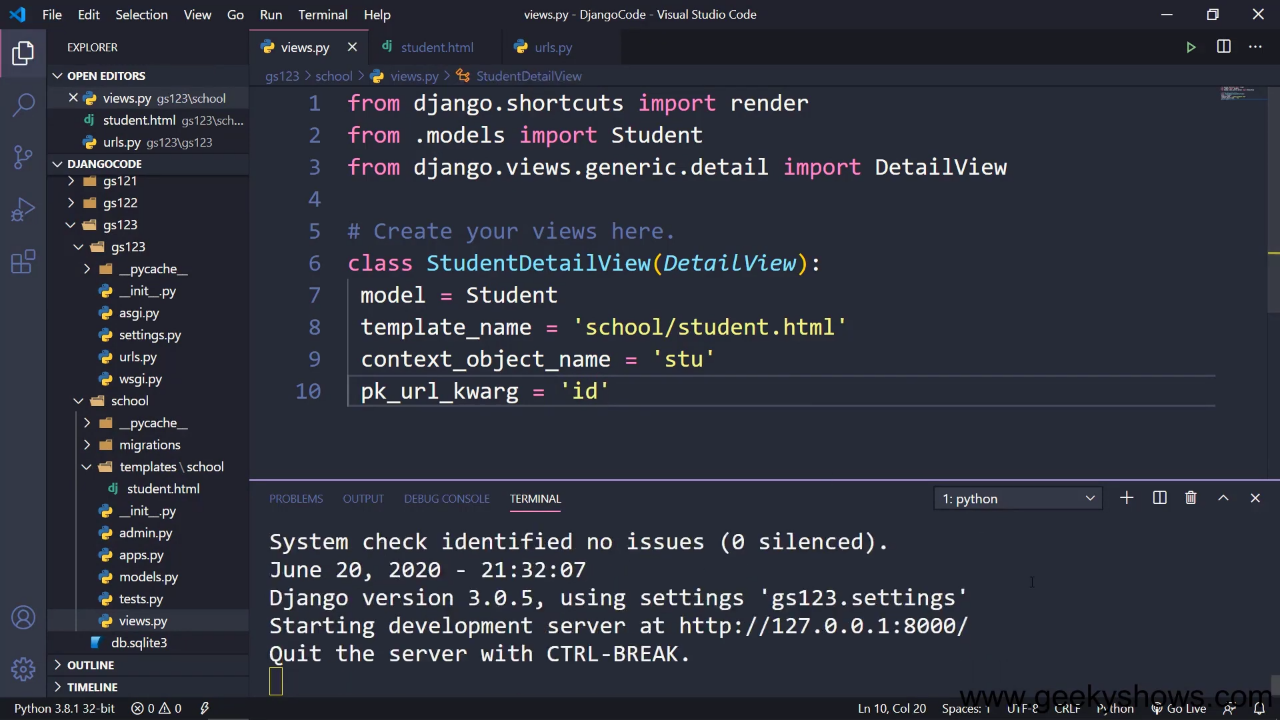 File Edit Selection View Go Run Terminal Help views.py - DjangoCode - Visual Studio Code
EXPLORER
OPEN EDITORS
views.py gs123\school
student.html gs123\sch...
urls.py gs123\gs123
DJANGOCODE
gs121
gs122
gs123
gs123
__pycache__
__init__.py
asgi.py
settings.py
urls.py
wsgi.py
school
__pycache__
migrations
templates \ school
student.html
__init__.py
admin.py
apps.py
models.py
tests.py
views.py
db.sqlite3
OUTLINE
TIMELINE
views.py student.html urls.py
gs123 > school > views.py > StudentDetailView
1 from django.shortcuts import render
2 from .models import Student
3 from django.views.generic.detail import DetailView
4
5 # Create your views here.
6 class StudentDetailView(DetailView):
7 model = Student
8 template_name = 'school/student.html'
9 context_object_name = 'stu'
10 pk_url_kwarg = 'id'
PROBLEMS OUTPUT DEBUG CONSOLE TERMINAL 1: python
System check identified no issues (0 silenced).
June 20, 2020 - 21:32:07
Django version 3.0.5, using settings 'gs123.settings'
Starting development server at http://127.0.0.1:8000/
Quit the server with CTRL-BREAK.
www.geekyshows.com
Python 3.8.1 32-bit 0 0 Ln 10, Col 20 Spaces: 1 UTF-8 CRLF Python Go Live